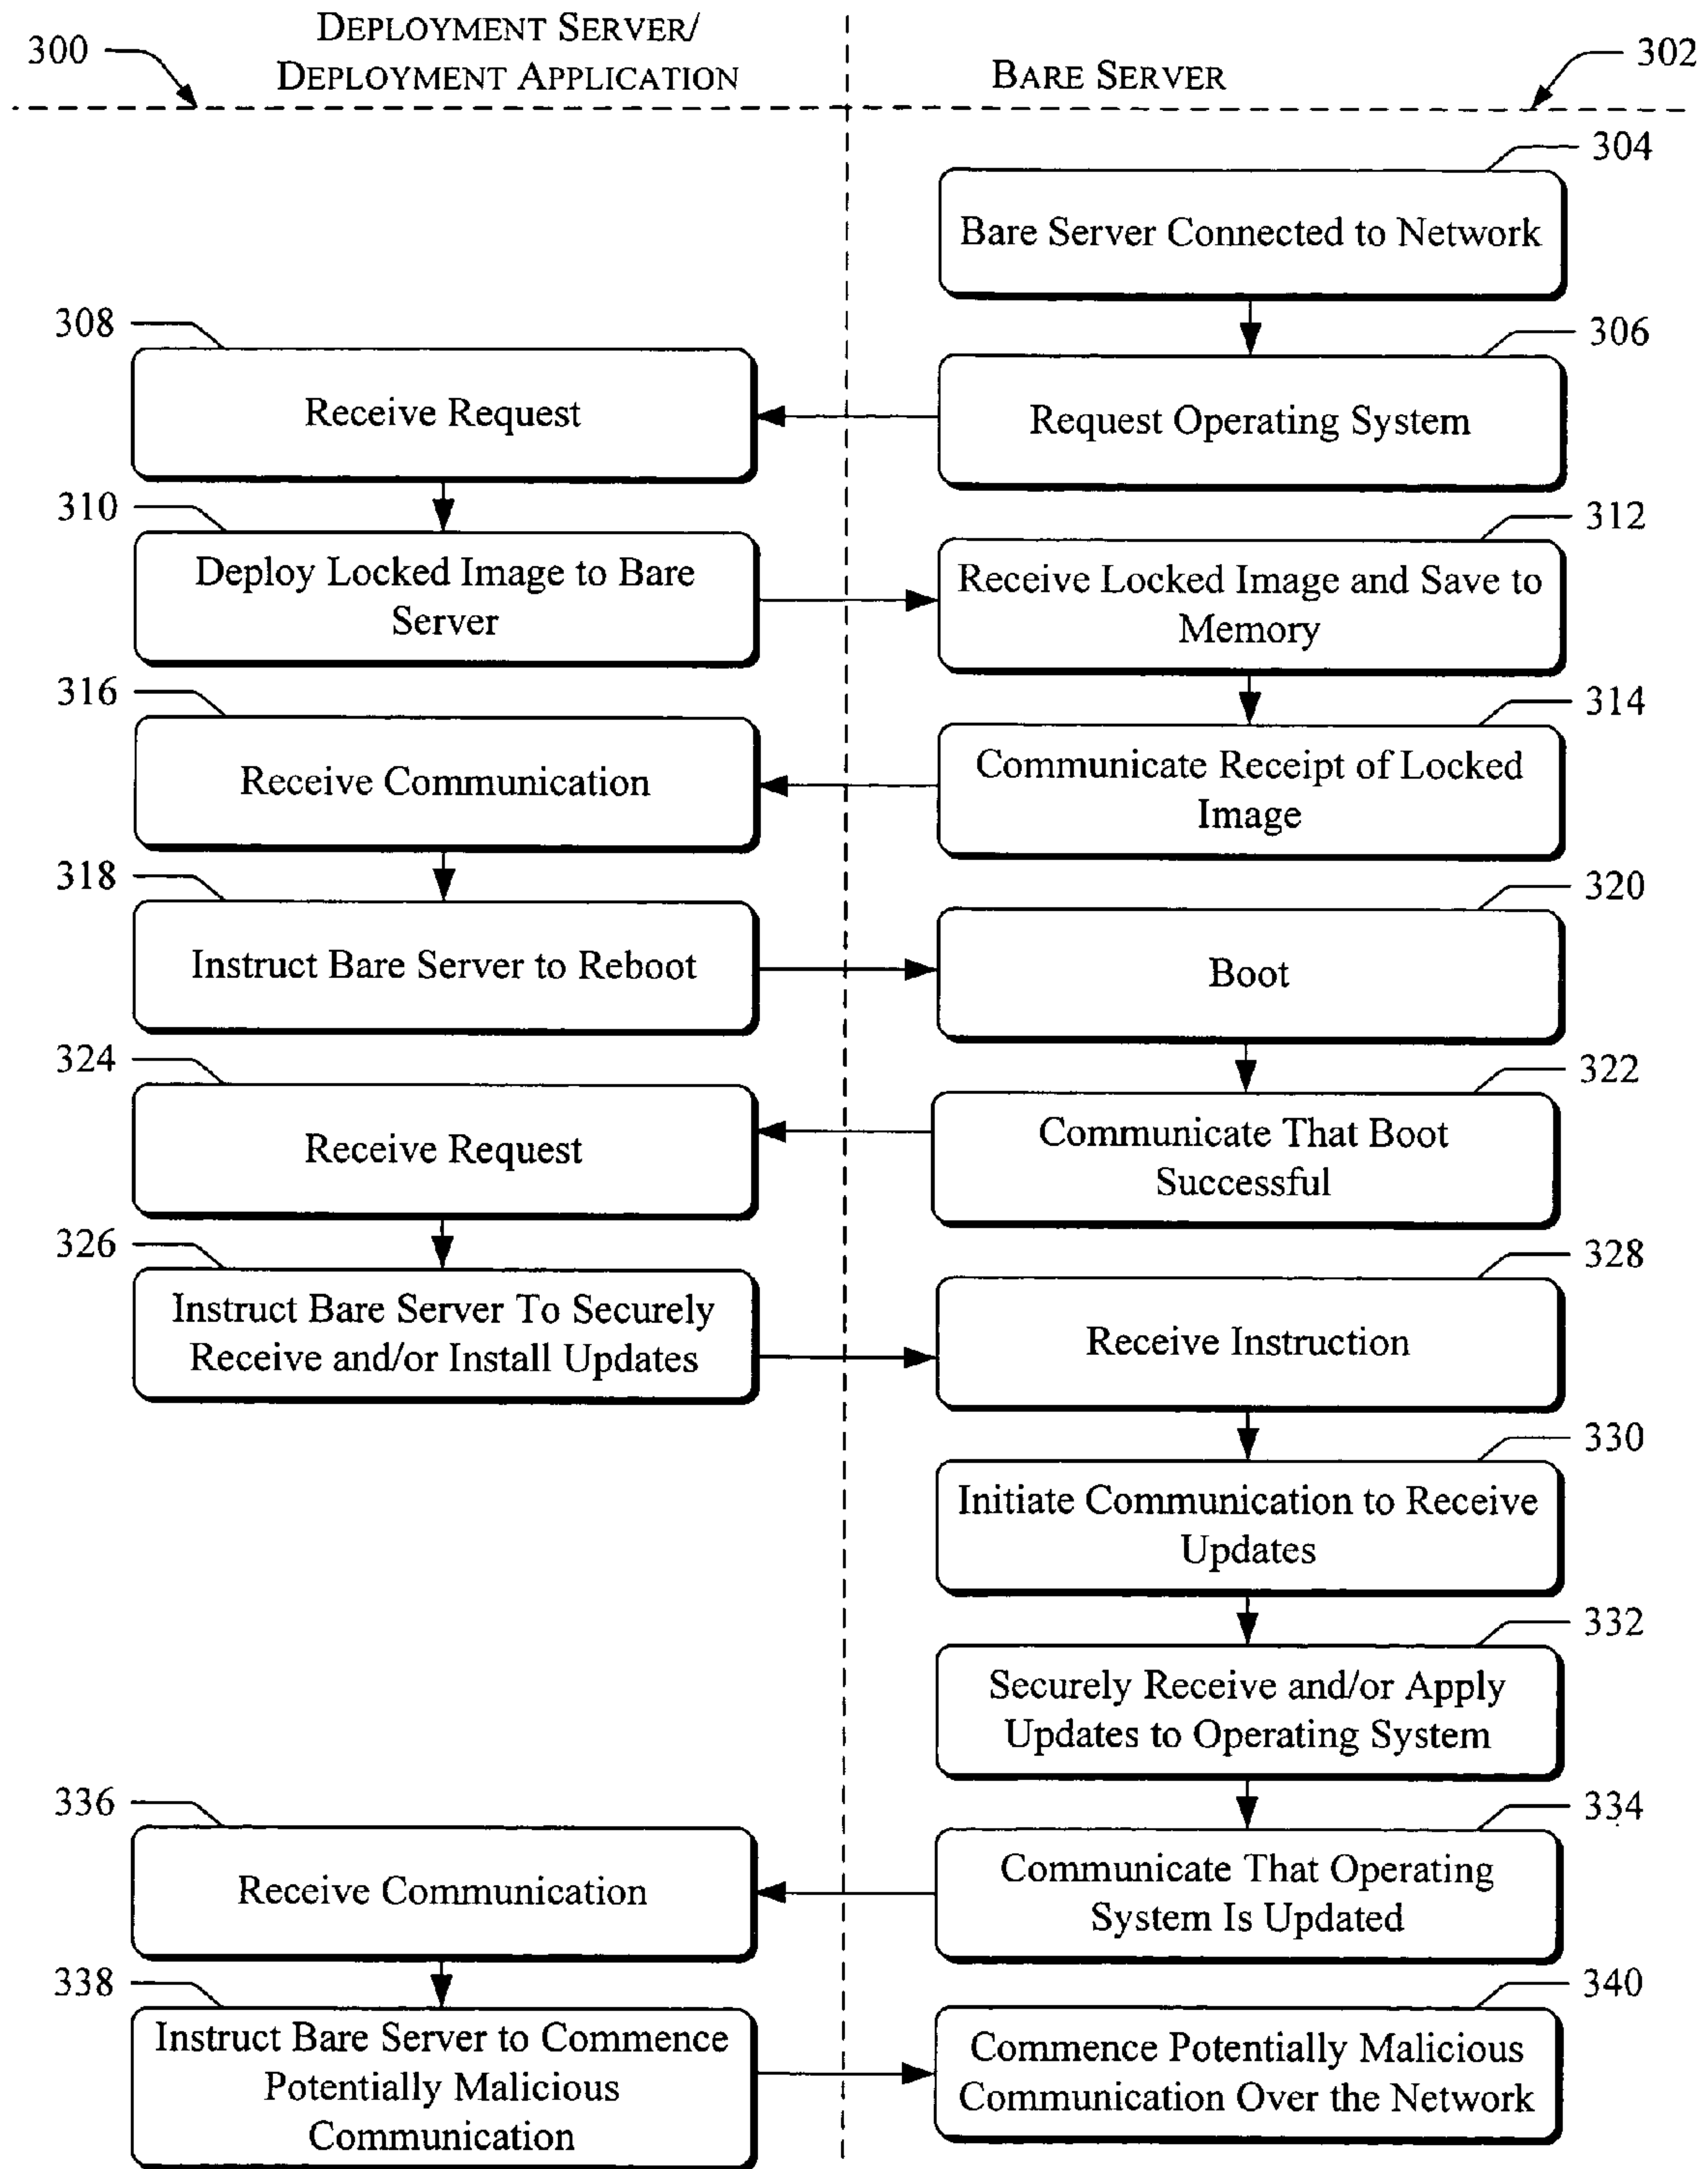 300
DEPLOYMENT SERVER/
DEPLOYMENT APPLICATION
BARE SERVER
302
304
Bare Server Connected to Network
308
306
Receive Request
Request Operating System
310
312
Deploy Locked Image to Bare
Server
Receive Locked Image and Save to
Memory
316
314
Receive Communication
Communicate Receipt of Locked
Image
318
320
Instruct Bare Server to Reboot
Boot
324
322
Receive Request
Communicate That Boot
Successful
326
328
Instruct Bare Server To Securely
Receive and/or Install Updates
Receive Instruction
330
Initiate Communication to Receive
Updates
332
Securely Receive and/or Apply
Updates to Operating System
336
334
Receive Communication
Communicate That Operating
System Is Updated
338
340
Instruct Bare Server to Commence
Potentially Malicious
Communication
Commence Potentially Malicious
Communication Over the Network